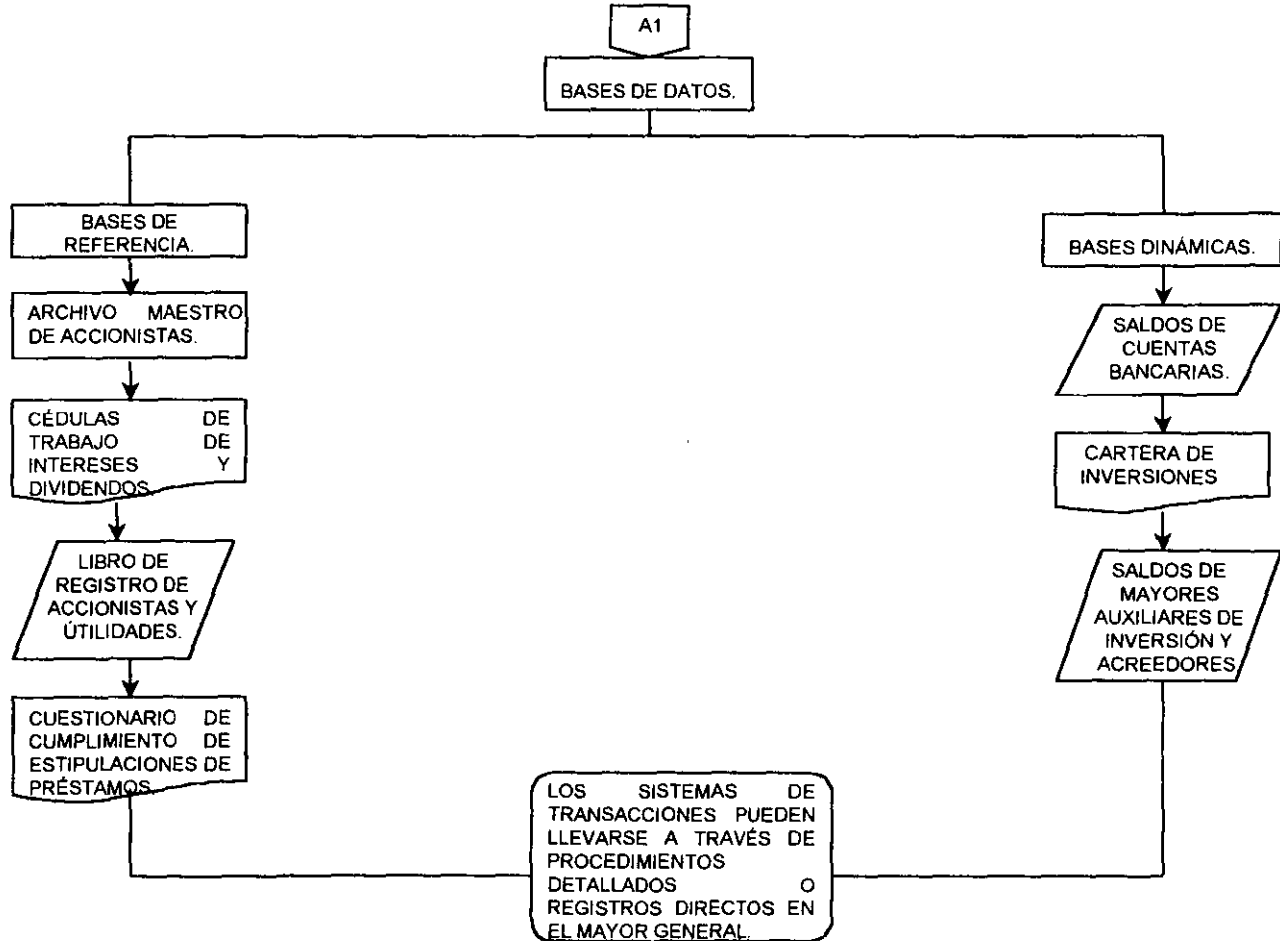 A1
BASES DE DATOS.
BASES DE
REFERENCIA.
ARCHIVO MAESTRO
DE ACCIONISTAS.
CÉDULAS DE
TRABAJO DE
INTERESES Y
DIVIDENDOS
LIBRO DE
REGISTRO DE
ACCIONISTAS Y
ÚTILIDADES.
CUESTIONARIO DE
CUMPLIMIENTO DE
ESTIPULACIONES DE
PRÉSTAMOS
BASES DINÁMICAS.
SALDOS DE
CUENTAS
BANCARIAS.
CARTERA DE
INVERSIONES
SALDOS DE
MAYORES
AUXILIARES DE
INVERSIÓN Y
ACREEDORES
LOS SISTEMAS DE
TRANSACCIONES PUEDEN
LLEVARSE A TRAVÉS DE
PROCEDIMIENTOS
DETALLADOS O
REGISTROS DIRECTOS EN
EL MAYOR GENERAL.